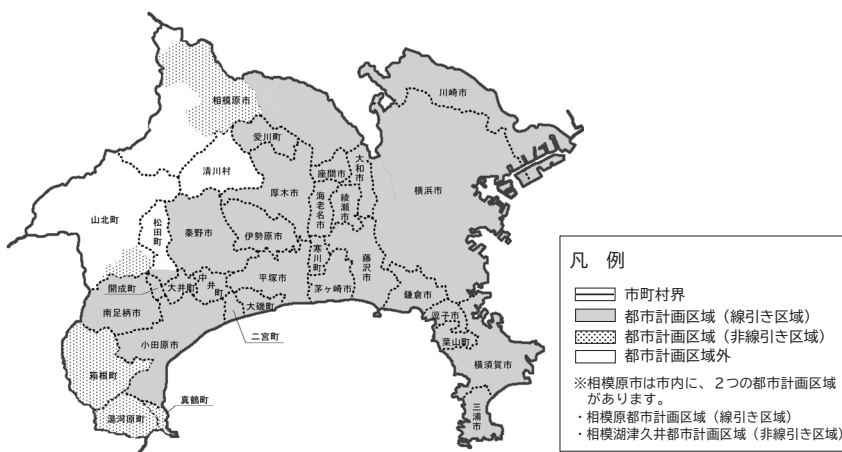 相模原市
川崎市
愛川町
清川村
座間市
大和市
厚木市
海老名市
綾瀬市
横浜市
山北町
松田町
秦野市
伊勢原市
寒川町
藤沢市
開成町
大井町
中井町
平塚市
茅ヶ崎市
鎌倉市
大磯町
逗子市
南足柄市
二宮町
葉山町
小田原市
横須賀市
箱根町
真鶴町
湯河原町
三浦市
凡 例
市町村界
都市計画区域（線引き区域）
都市計画区域（非線引き区域）
都市計画区域外
※相模原市は市内に、２つの都市計画区域
があります。
・相模原都市計画区域（線引き区域）
・相模湖津久井都市計画区域（非線引き区域）